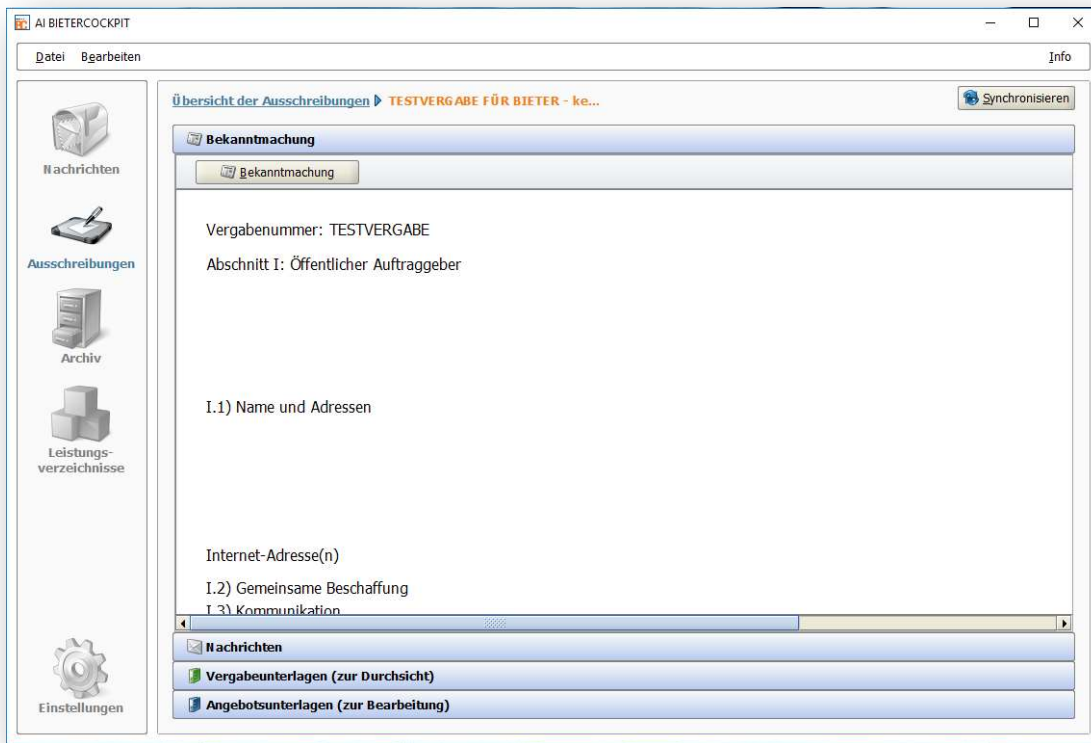 AI BIETERCOCKPIT
Datei Bearbeiten Info
Übersicht der Ausschreibungen TESTVERGABE FÜR BIETER - ke...
Synchronisieren
Nachrichten
Ausschreibungen
Archiv
Leistungs-
verzeichnisse
Einstellungen
Bekanntmachung
Bekanntmachung
Vergabenummer: TESTVERGABE
Abschnitt I: Öffentlicher Auftraggeber
I.1) Name und Adressen
Internet-Adresse(n)
I.2) Gemeinsame Beschaffung
I.3) Kommunikation
Nachrichten
Vergabeunterlagen (zur Durchsicht)
Angebotsunterlagen (zur Bearbeitung)